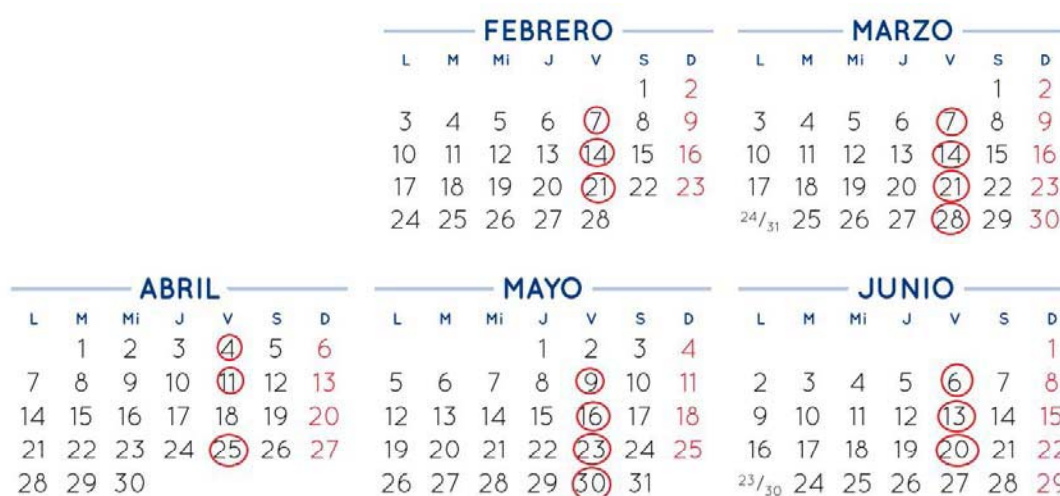 FEBRERO
L M Mi J V S D
1 2
3 4 5 6 7 8 9
10 11 12 13 14 15 16
17 18 19 20 21 22 23
24 25 26 27 28
MARZO
L M Mi J V S D
1 2
3 4 5 6 7 8 9
10 11 12 13 14 15 16
17 18 19 20 21 22 23
24/31 25 26 27 28 29 30
ABRIL
L M Mi J V S D
1 2 3 4 5 6
7 8 9 10 11 12 13
14 15 16 17 18 19 20
21 22 23 24 25 26 27
28 29 30
MAYO
L M Mi J V S D
1 2 3 4
5 6 7 8 9 10 11
12 13 14 15 16 17 18
19 20 21 22 23 24 25
26 27 28 29 30 31
JUNIO
L M Mi J V S D
1
2 3 4 5 6 7 8
9 10 11 12 13 14 15
16 17 18 19 20 21 22
23/30 24 25 26 27 28 29